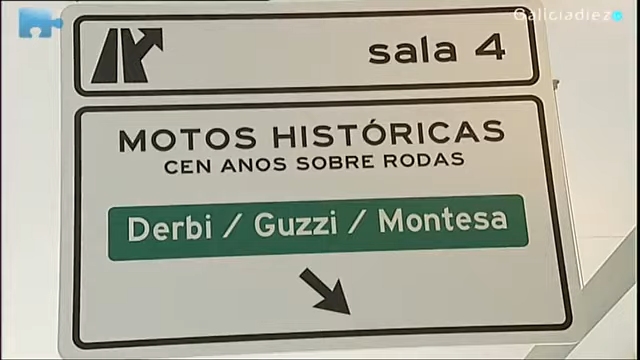 Galiciadiez
sala 4
MOTOS HISTÓRICAS
CEN ANOS SOBRE RODAS
Derbi / Guzzi / Montesa